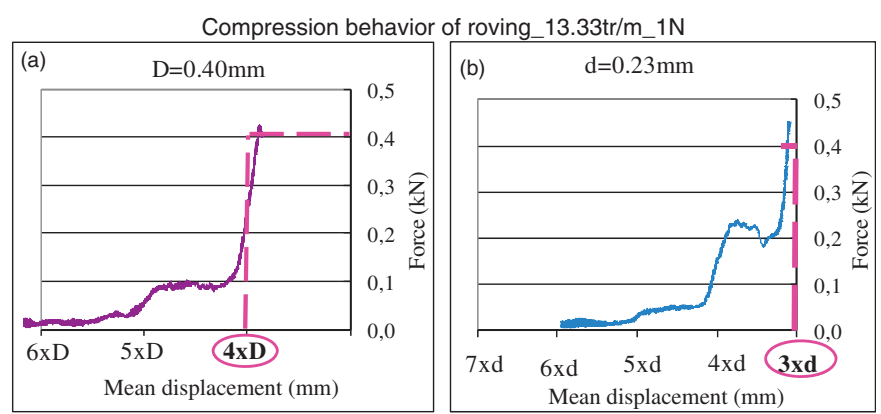 Compression behavior of roving_13.33tr/m_1N
(a)
D=0.40mm
0,5
0,4
0,3
0,2
0,1
0,0
Force (kN)
6xD 5xD 4xD
Mean displacement (mm)
(b)
d=0.23mm
0,5
0,4
0,3
0,2
0,1
0,0
Force (kN)
7xd 6xd 5xd 4xd 3xd
Mean displacement (mm)